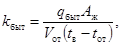 k_быт = q_быт A_ж / V_от (t_в − t_от),